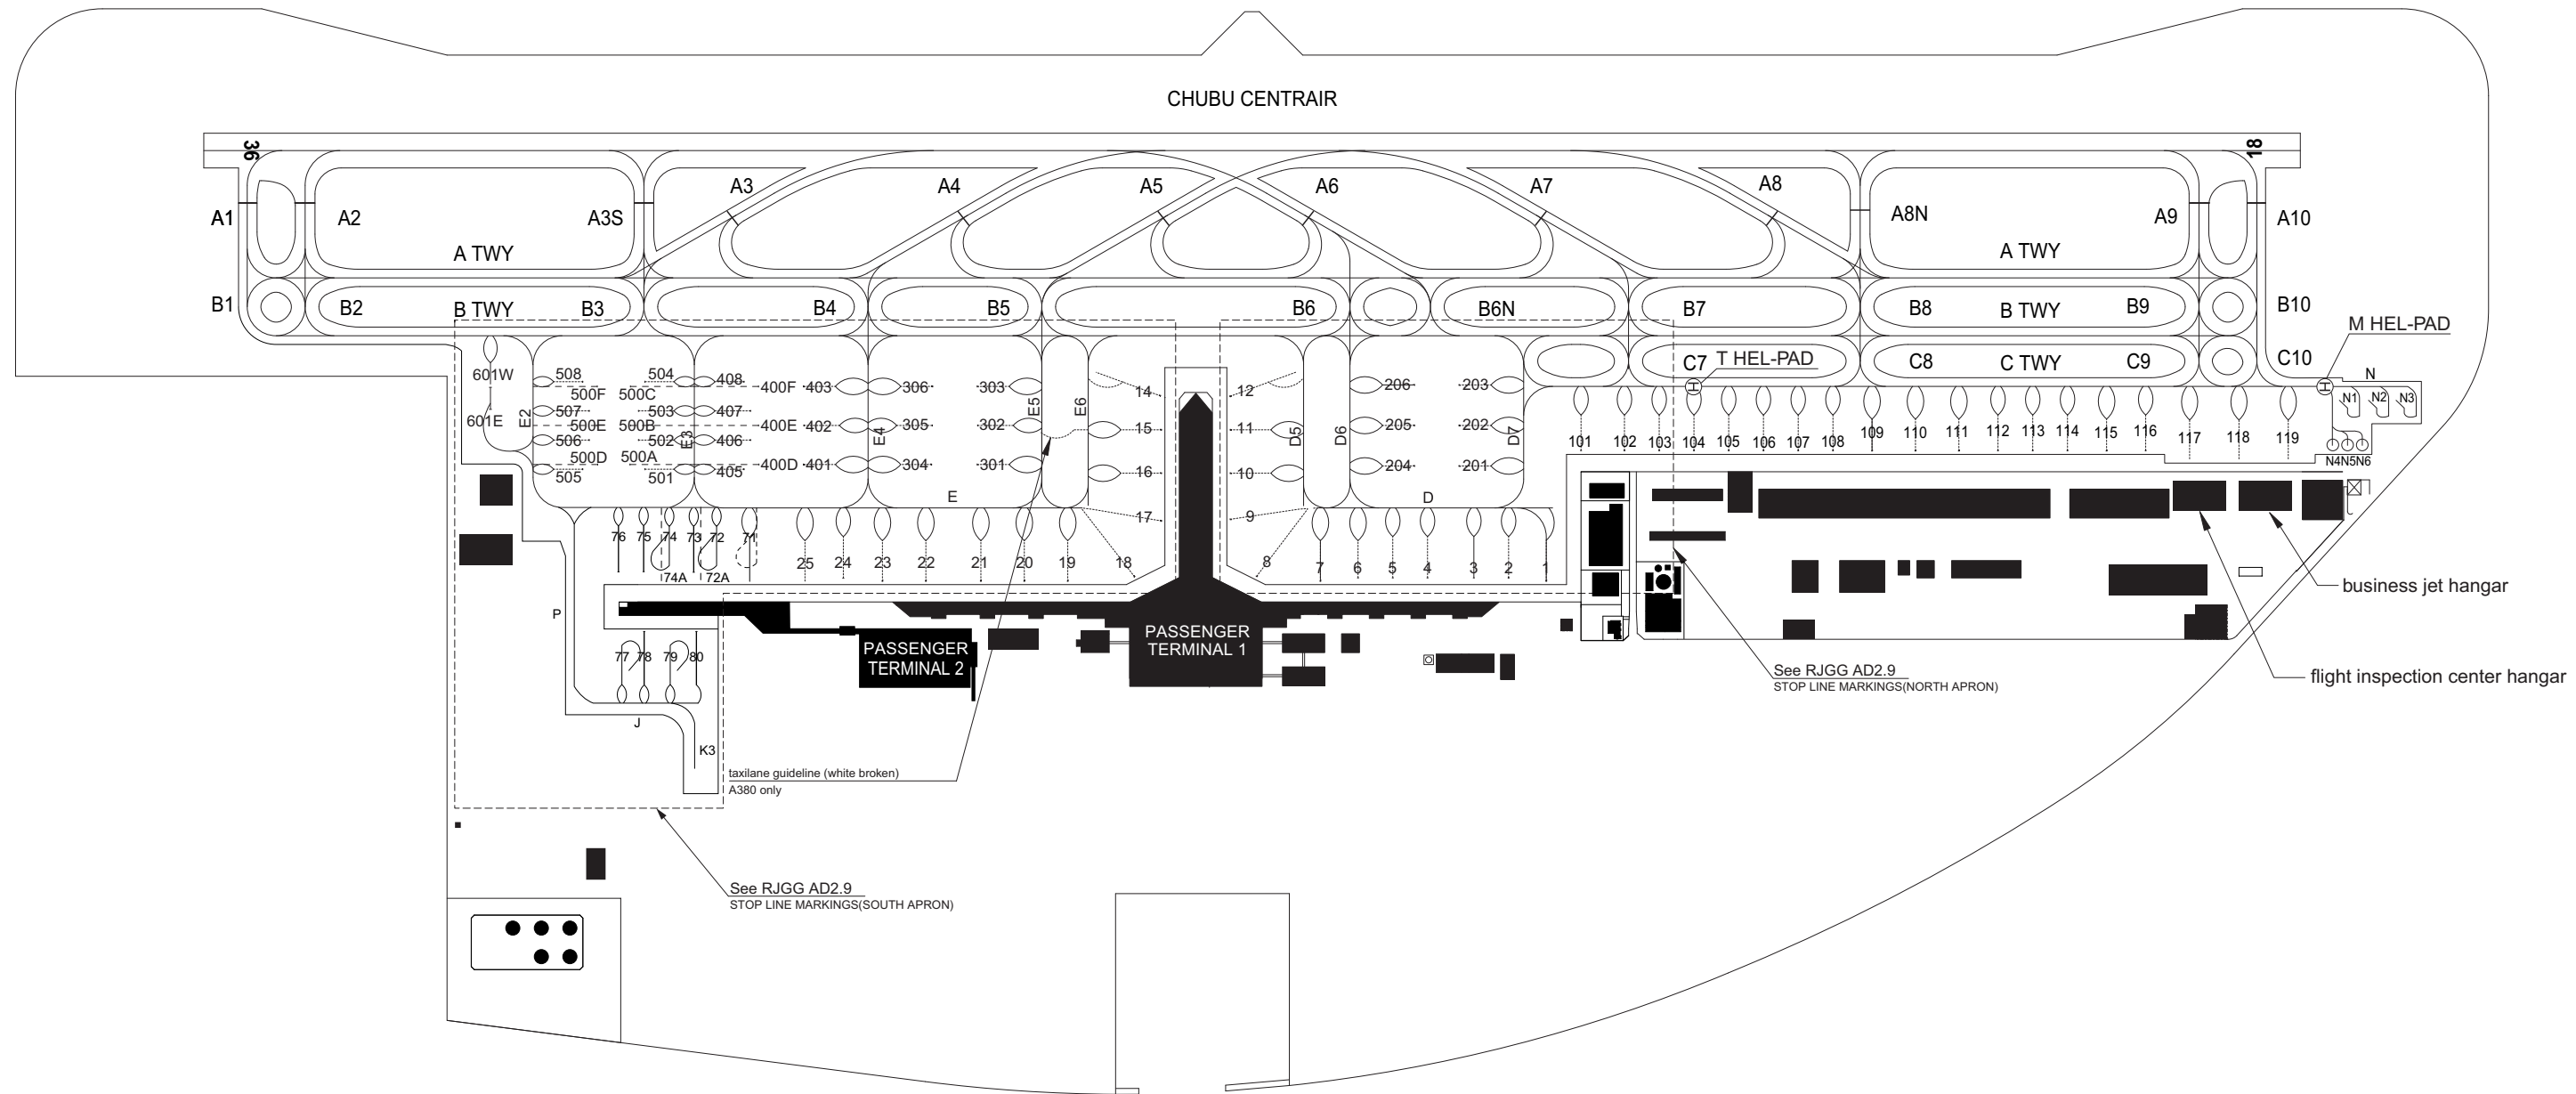 CHUBU CENTRAIR
36
18
A1
A2
A3S
A3
A4
A5
A6
A7
A8
A8N
A9
A10
A TWY
A TWY
B1
B2
B TWY
B3
B4
B5
B6
B6N
B7
B8
B TWY
B9
B10
M HEL-PAD
C7
T HEL-PAD
C8
C TWY
C9
C10
N
N1
N2
N3
N4
N5
N6
601W
601E
E2
508
500F
507
500E
506
500D
505
504
500C
503
500B
502
500A
501
E3
408
400F
407
400E
406
400D
405
403
402
401
E4
306
305
304
303
302
301
E5
E6
14
15
16
17
18
12
11
10
9
8
D5
D6
206
205
204
203
202
201
D7
E
D
101
102
103
104
105
106
107
108
109
110
111
112
113
114
115
116
117
118
119
76
75
74
73
72
71
74A
72A
25
24
23
22
21
20
19
7
6
5
4
3
2
1
P
77
78
79
80
J
K3
PASSENGER
TERMINAL 2
PASSENGER
TERMINAL 1
business jet hangar
flight inspection center hangar
See RJGG AD2.9
STOP LINE MARKINGS(NORTH APRON)
taxilane guideline (white broken)
A380 only
See RJGG AD2.9
STOP LINE MARKINGS(SOUTH APRON)